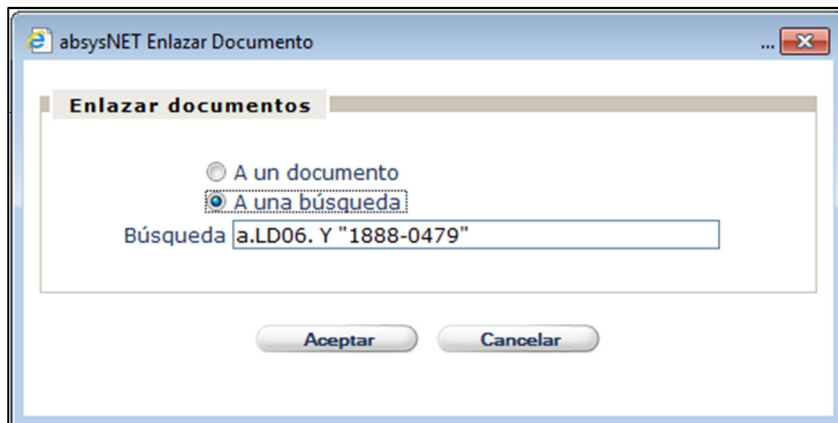 absysNET Enlazar Documento ...
Enlazar documentos
A un documento
A una búsqueda
Búsqueda a.LD06. Y "1888-0479"
Aceptar Cancelar